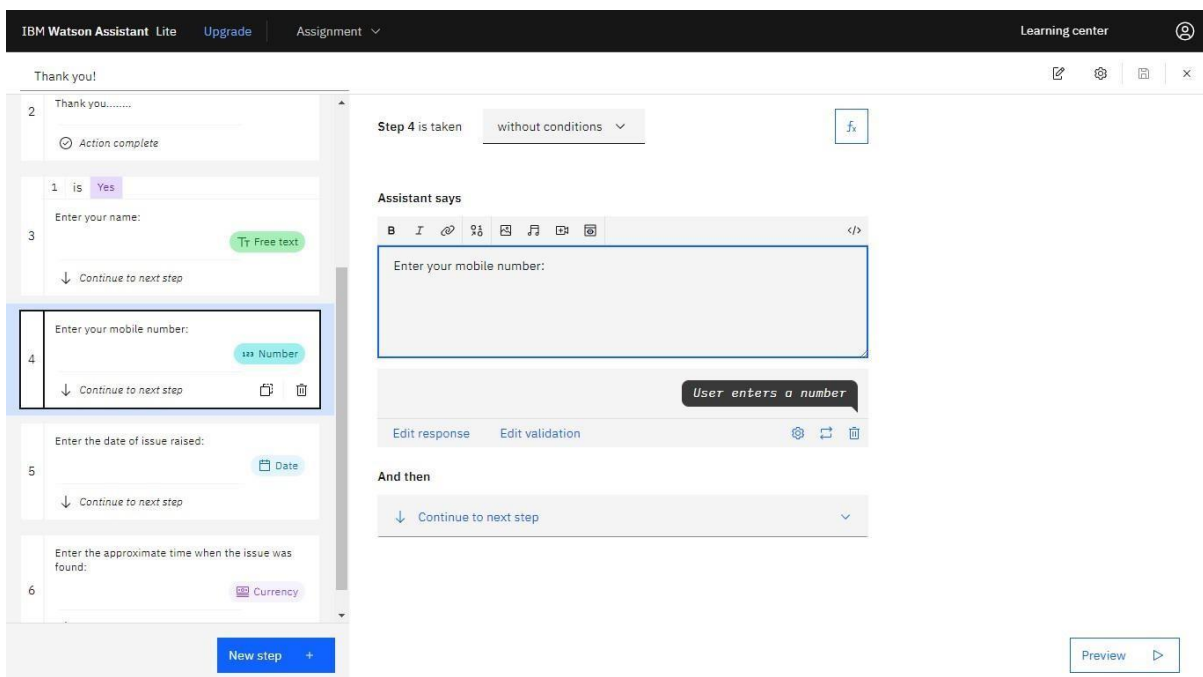 IBM Watson Assistant Lite Upgrade Assignment Learning center
Thank you!
2
Thank you........
Action complete
1 is Yes
3
Enter your name:
Free text
Continue to next step
4
Enter your mobile number:
123 Number
Continue to next step
5
Enter the date of issue raised:
Date
Continue to next step
6
Enter the approximate time when the issue was
found:
Currency
New step +
Step 4 is taken without conditions
fx
Assistant says
B I </>
Enter your mobile number:
User enters a number
Edit response Edit validation
And then
Continue to next step
Preview